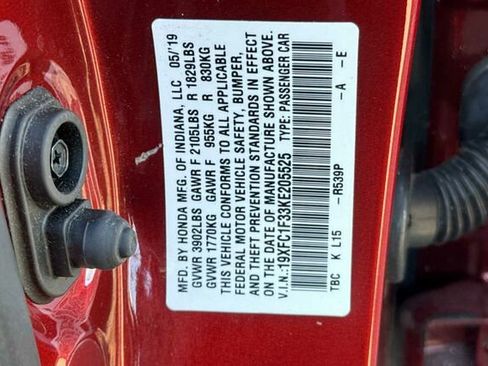 MFD. BY HONDA MFG. OF INDIANA, LLC 05/'19
GVWR 3902LBS GAWR F 2105LBS R 1829LBS
GVWR 1770KG GAWR F 955KG R 830KG
THIS VEHICLE CONFORMS TO ALL APPLICABLE
FEDERAL MOTOR VEHICLE SAFETY, BUMPER,
AND THEFT PREVENTION STANDARDS IN EFFECT
ON THE DATE OF MANUFACTURE SHOWN ABOVE.
V.I.N.:19XFC1F33KE205525 TYPE: PASSENGER CAR
TBC K L15 -R539P -A -E